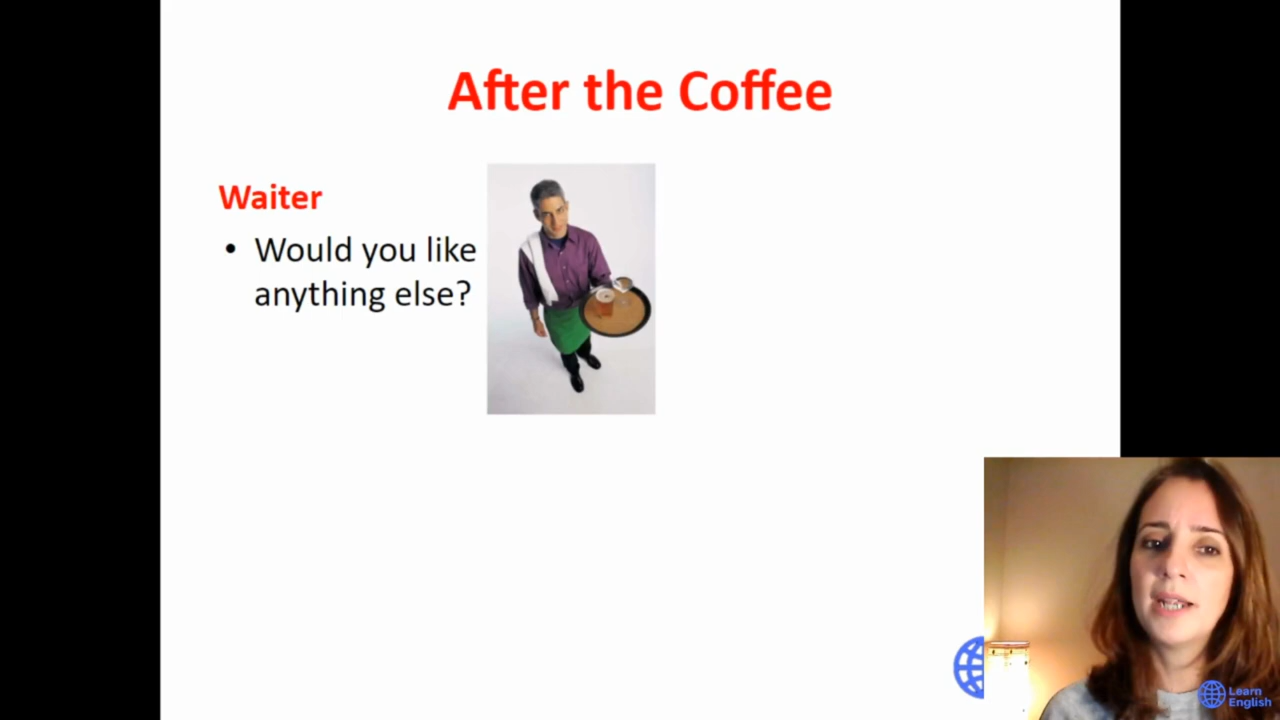 After the Coffee
Waiter
• Would you like
anything else?
Learn
English